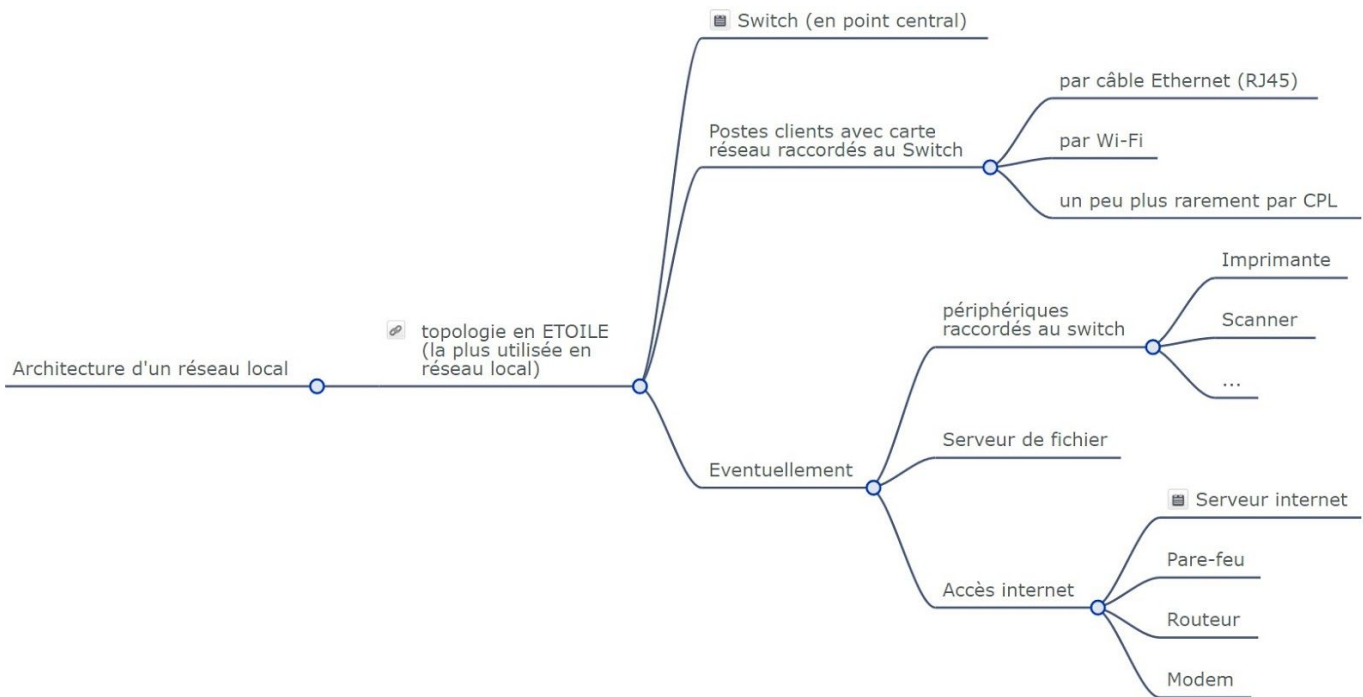 Switch (en point central)
par câble Ethernet (RJ45)
Postes clients avec carte
réseau raccordés au Switch
par Wi-Fi
un peu plus rarement par CPL
Imprimante
périphériques
raccordés au switch
Scanner
...
topologie en ETOILE
(la plus utilisée en
réseau local)
Architecture d'un réseau local
Serveur de fichier
Eventuellement
Serveur internet
Pare-feu
Accès internet
Routeur
Modem